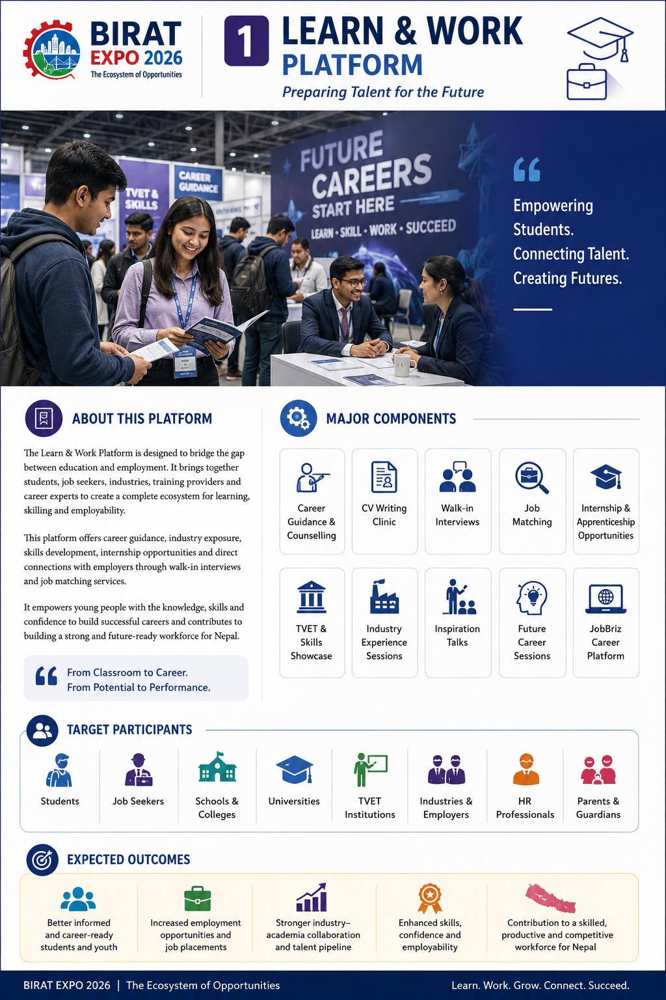 BIRAT
EXPO 2026
The Ecosystem of Opportunities
1
LEARN & WORK
PLATFORM
Preparing Talent for the Future
TVET &
SKILLS
CAREER
GUIDANCE
FUTURE
CAREERS
START HERE
LEARN • SKILL • WORK • SUCCEED
“
Empowering
Students.
Connecting Talent.
Creating Futures.
ABOUT THIS PLATFORM
The Learn & Work Platform is designed to bridge the gap
between education and employment. It brings together
students, job seekers, industries, training providers and
career experts to create a complete ecosystem for learning,
skilling and employability.
This platform offers career guidance, industry exposure,
skills development, internship opportunities and direct
connections with employers through walk-in interviews
and job matching services.
It empowers young people with the knowledge, skills and
confidence to build successful careers and contributes to
building a strong and future-ready workforce for Nepal.
“
From Classroom to Career.
From Potential to Performance.
MAJOR COMPONENTS
Career
Guidance &
Counselling
CV Writing
Clinic
Walk-in
Interviews
Job
Matching
Internship &
Apprenticeship
Opportunities
TVET &
Skills
Showcase
Industry
Experience
Sessions
Inspiration
Talks
Future
Career
Sessions
JobBriz
Career
Platform
TARGET PARTICIPANTS
Students
Job Seekers
Schools &
Colleges
Universities
TVET
Institutions
Industries &
Employers
HR
Professionals
Parents &
Guardians
EXPECTED OUTCOMES
Better informed
and career-ready
students and youth
Increased employment
opportunities and
job placements
Stronger industry–
academia collaboration
and talent pipeline
Enhanced skills,
confidence and
employability
Contribution to a skilled,
productive and competitive
workforce for Nepal
BIRAT EXPO 2026 | The Ecosystem of Opportunities
Learn. Work. Grow. Connect. Succeed.